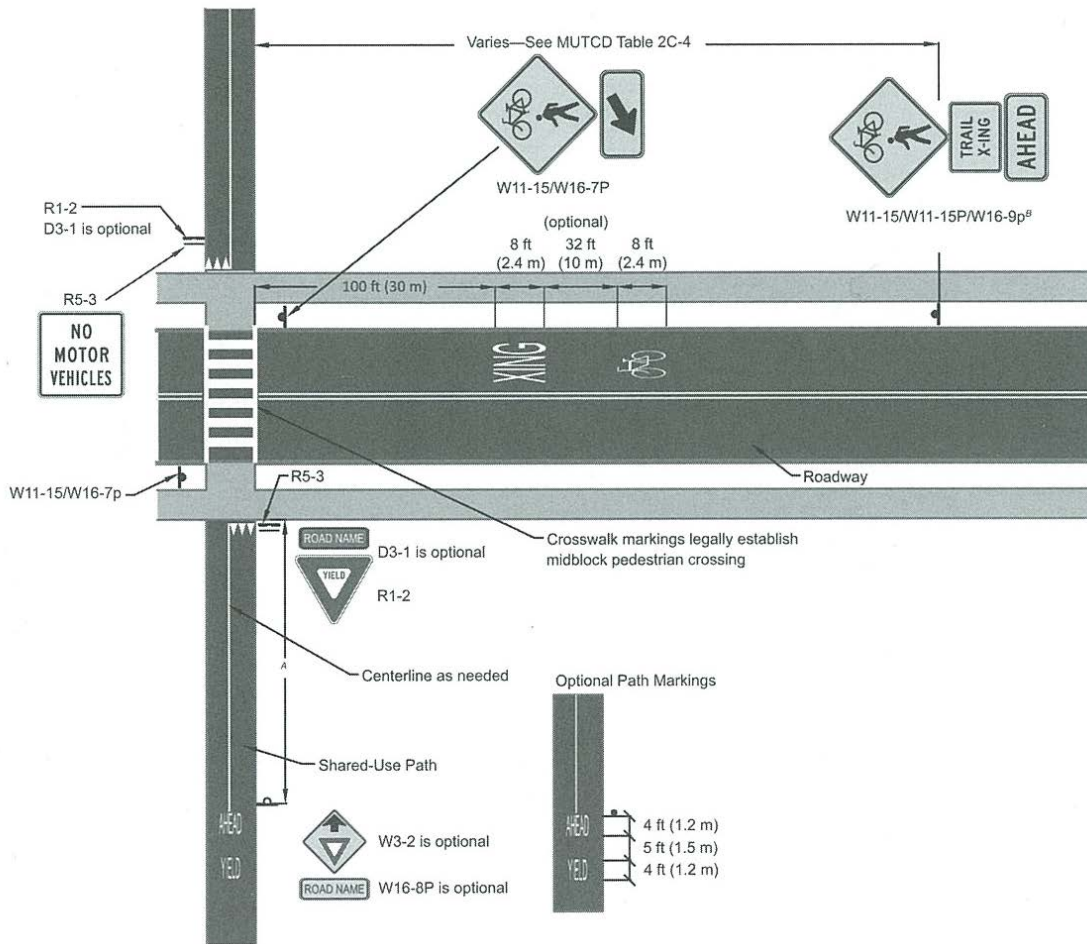 Varies—See MUTCD Table 2C-4
TRAIL
X-ING
AHEAD
W11-15/W16-7P
W11-15/W11-15P/W16-9p^B
R1-2
D3-1 is optional
(optional)
8 ft
(2.4 m)
32 ft
(10 m)
8 ft
(2.4 m)
100 ft (30 m)
R5-3
NO
MOTOR
VEHICLES
XING
W11-15/W16-7p
R5-3
Roadway
ROAD NAME
D3-1 is optional
YIELD
R1-2
Crosswalk markings legally establish
midblock pedestrian crossing
A
Centerline as needed
Optional Path Markings
Shared-Use Path
AHEAD
YIELD
W3-2 is optional
ROAD NAME
W16-8P is optional
AHEAD
YIELD
4 ft (1.2 m)
5 ft (1.5 m)
4 ft (1.2 m)